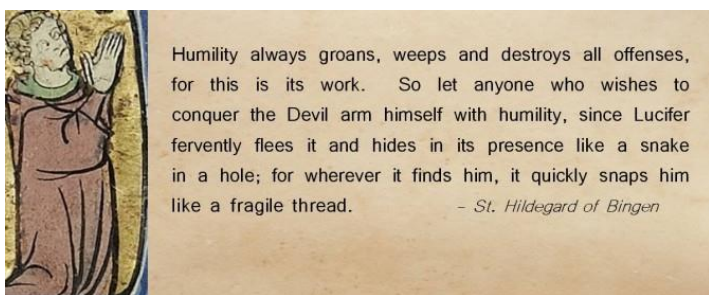 Humility always groans, weeps and destroys all offenses,
for this is its work. So let anyone who wishes to
conquer the Devil arm himself with humility, since Lucifer
fervently flees it and hides in its presence like a snake
in a hole; for wherever it finds him, it quickly snaps him
like a fragile thread. – St. Hildegard of Bingen